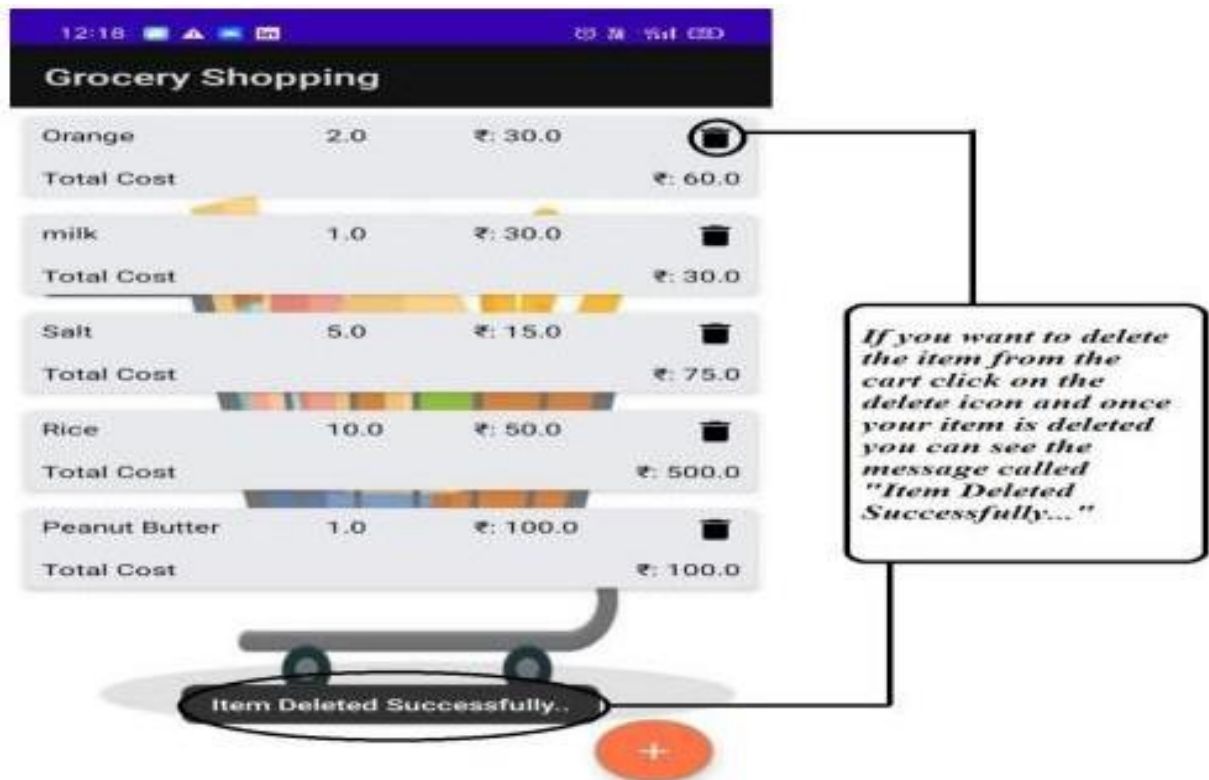 12:18 in
Grocery Shopping
Orange 2.0 ₹: 30.0
Total Cost ₹: 60.0
milk 1.0 ₹: 30.0
Total Cost ₹: 30.0
Salt 5.0 ₹: 15.0
Total Cost ₹: 75.0
Rice 10.0 ₹: 50.0
Total Cost ₹: 500.0
Peanut Butter 1.0 ₹: 100.0
Total Cost ₹: 100.0
Item Deleted Successfully..
+
If you want to delete
the item from the
cart click on the
delete icon and once
your item is deleted
you can see the
message called
"Item Deleted
Successfully..."